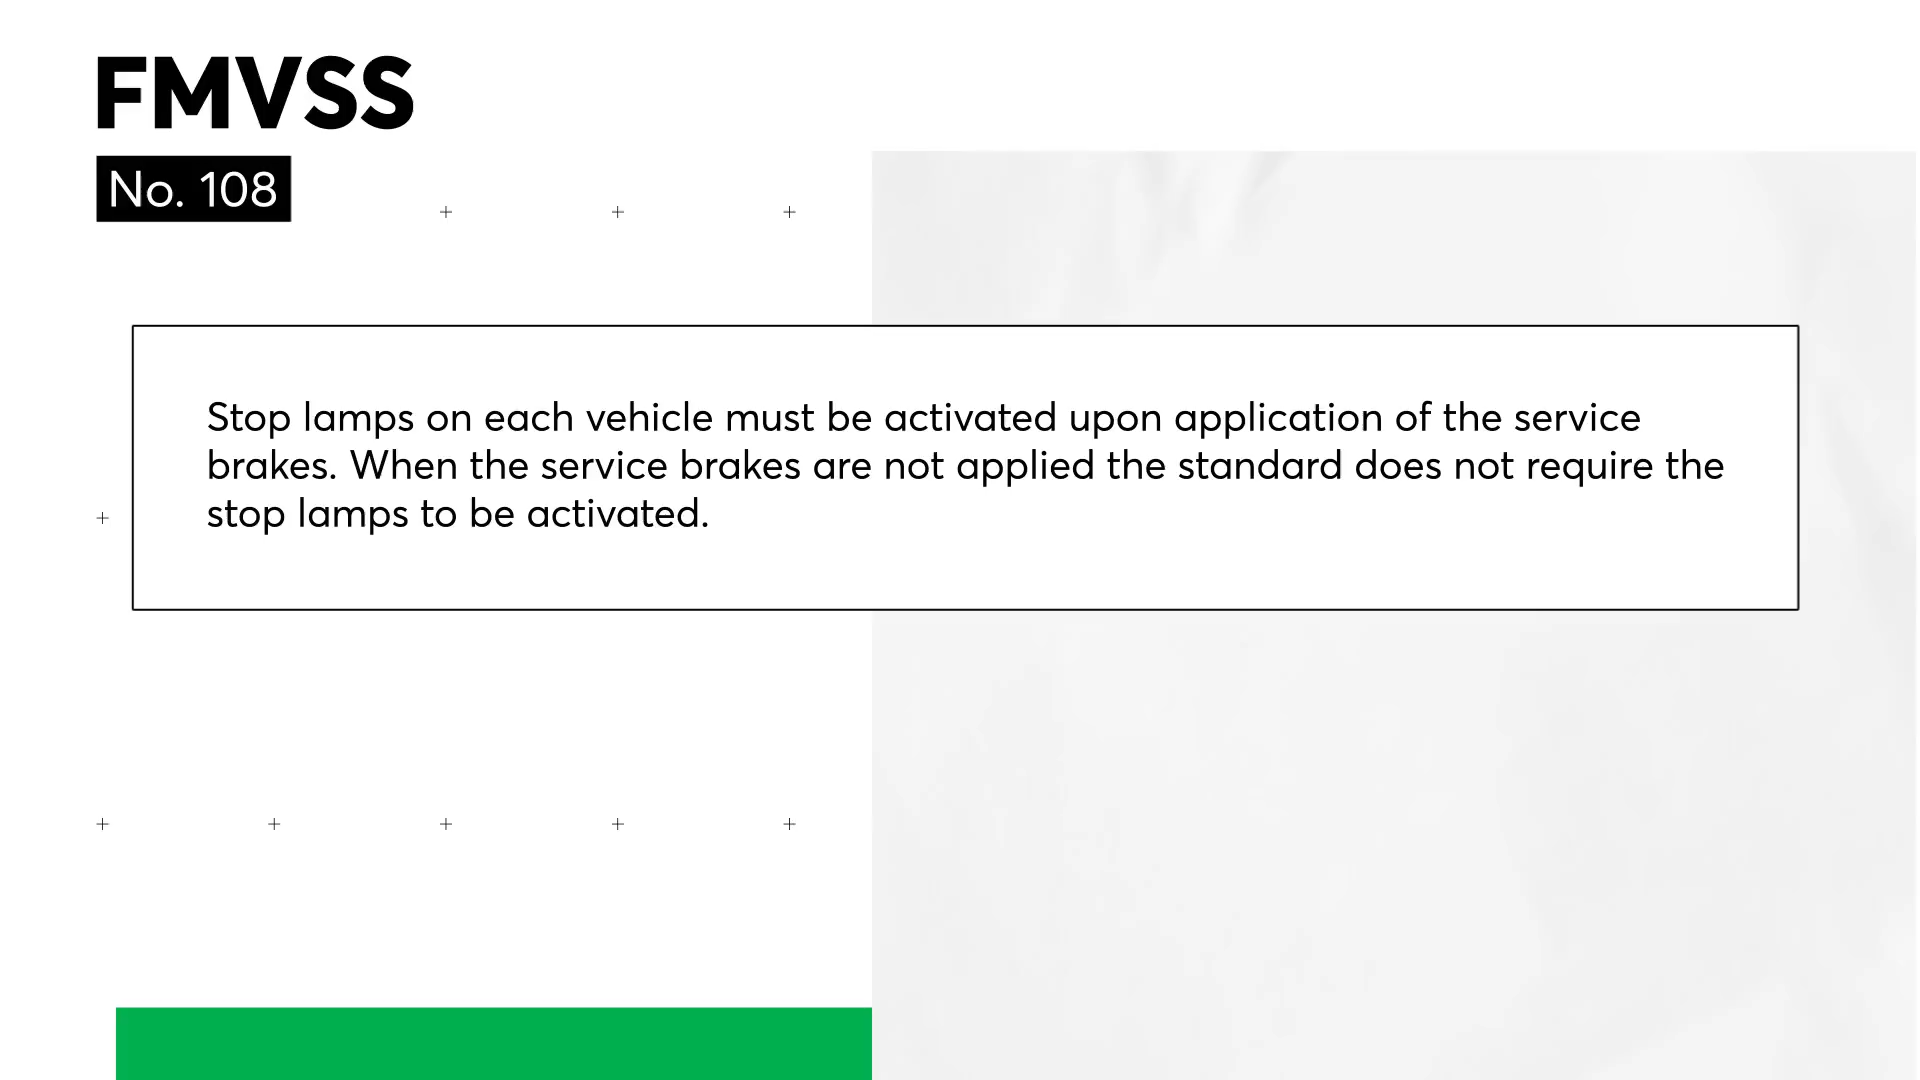 FMVSS
No. 108
Stop lamps on each vehicle must be activated upon application of the service
brakes. When the service brakes are not applied the standard does not require the
stop lamps to be activated.